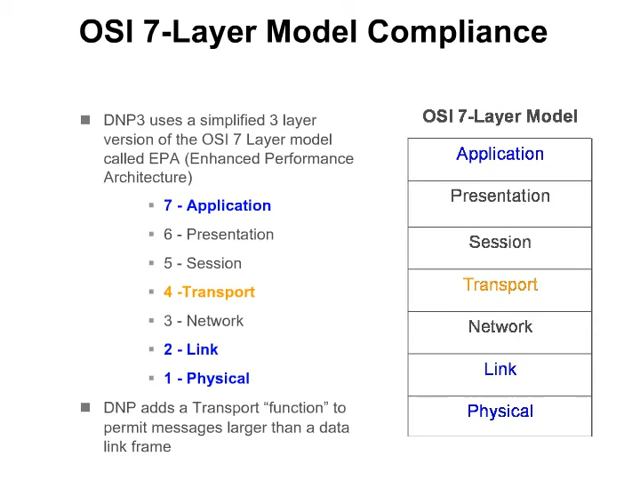 OSI 7-Layer Model Compliance
DNP3 uses a simplified 3 layer
version of the OSI 7 Layer model
called EPA (Enhanced Performance
Architecture)
7 - Application
6 - Presentation
5 - Session
4 -Transport
3 - Network
2 - Link
1 - Physical
DNP adds a Transport “function” to
permit messages larger than a data
link frame
OSI 7-Layer Model
Application
Presentation
Session
Transport
Network
Link
Physical